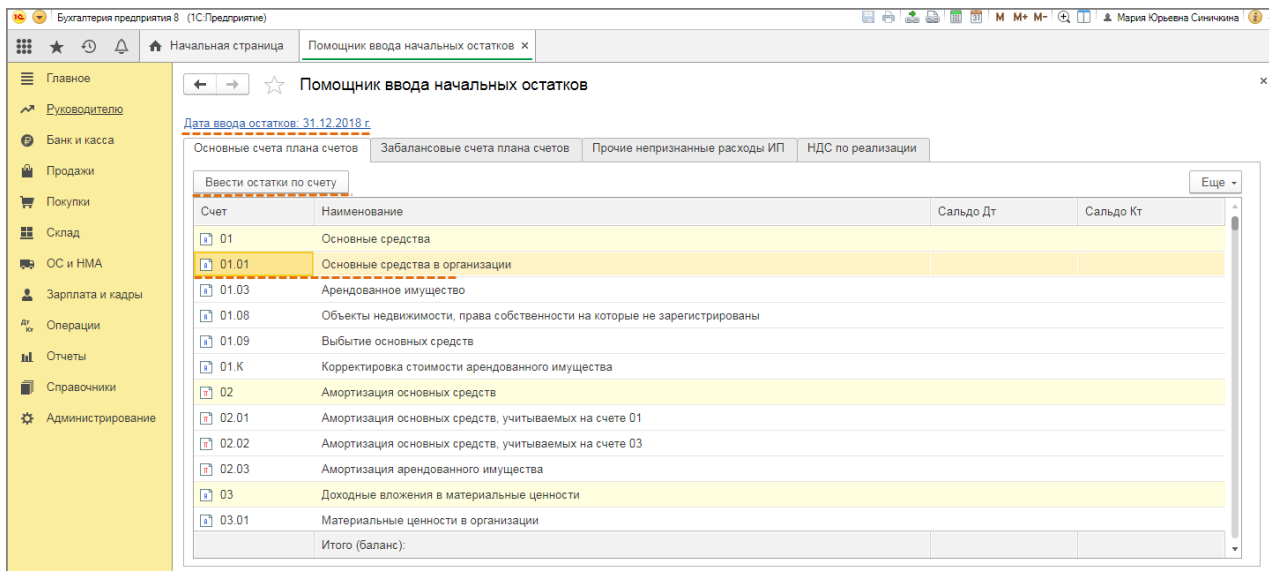 1С Бухгалтерия предприятия 8 (1С:Предприятие) 31 M M+ M- Мария Юрьевна Синичкина
Начальная страница Помощник ввода начальных остатков ×
Главное
Руководителю
Банк и касса
Продажи
Покупки
Склад
ОС и НМА
Зарплата и кадры
Дт Кт Операции
Отчеты
Справочники
Администрирование
Помощник ввода начальных остатков ×
Дата ввода остатков: 31.12.2018 г.
Основные счета плана счетов Забалансовые счета плана счетов Прочие непризнанные расходы ИП НДС по реализации
Ввести остатки по счету Еще
Счет Наименование Сальдо Дт Сальдо Кт
01 Основные средства
01.01 Основные средства в организации
01.03 Арендованное имущество
01.08 Объекты недвижимости, права собственности на которые не зарегистрированы
01.09 Выбытие основных средств
01.К Корректировка стоимости арендованного имущества
02 Амортизация основных средств
02.01 Амортизация основных средств, учитываемых на счете 01
02.02 Амортизация основных средств, учитываемых на счете 03
02.03 Амортизация арендованного имущества
03 Доходные вложения в материальные ценности
03.01 Материальные ценности в организации
Итого (баланс):